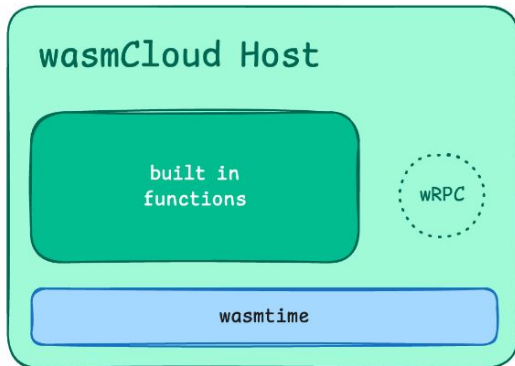 wasmCloud Host
built in
functions
wRPC
wasmtime